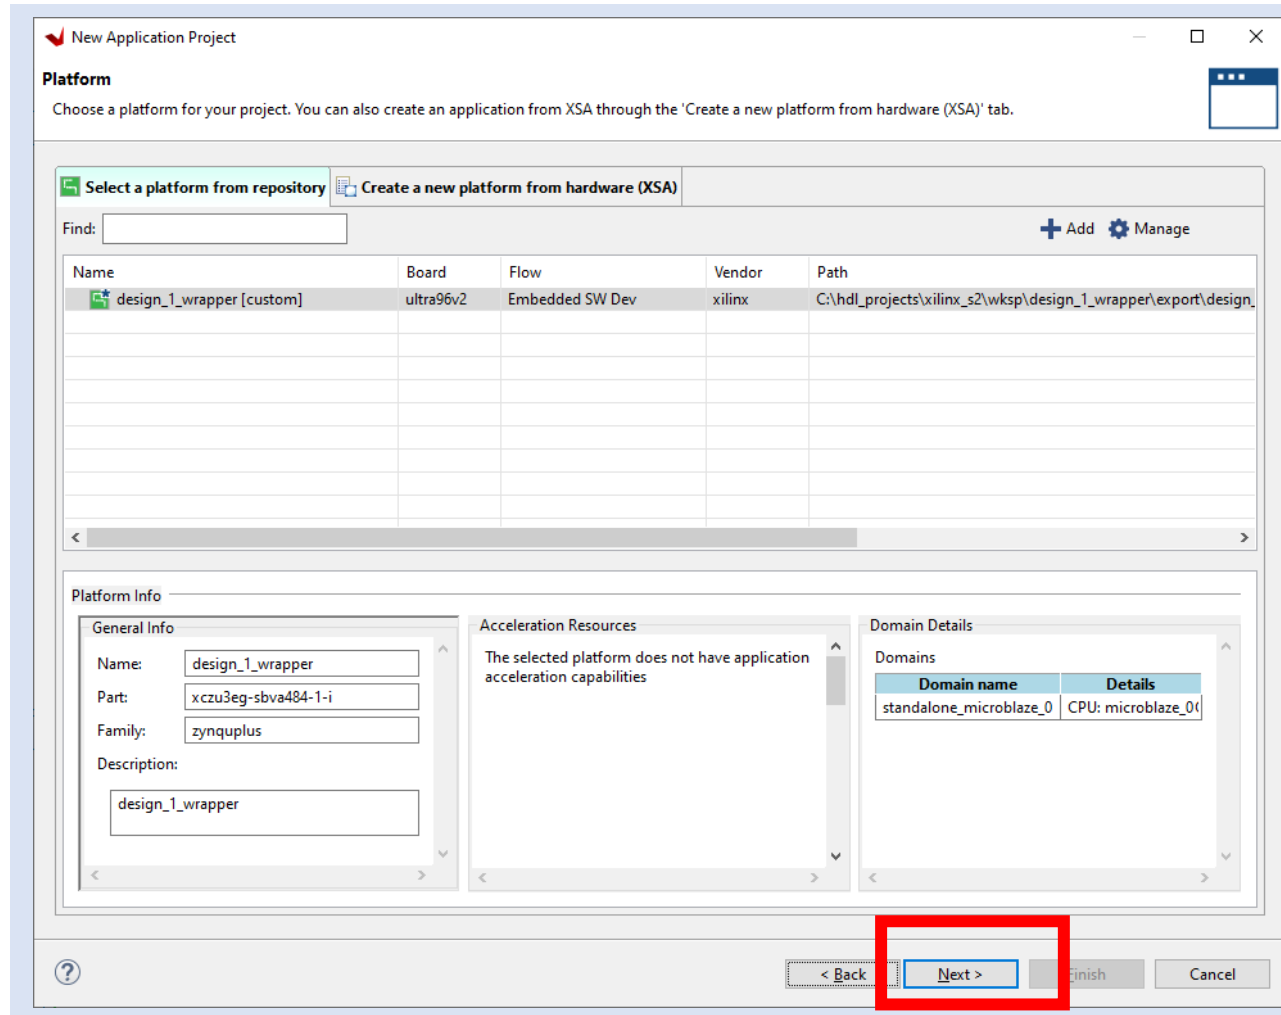 New Application Project
Platform
Choose a platform for your project. You can also create an application from XSA through the 'Create a new platform from hardware (XSA)' tab.
Select a platform from repository Create a new platform from hardware (XSA)
Find: Add Manage
Name Board Flow Vendor Path
design_1_wrapper [custom] ultra96v2 Embedded SW Dev xilinx C:\hdl_projects\xilinx_s2\wksp\design_1_wrapper\export\design_
Platform Info
General Info
Name: design_1_wrapper
Part: xczu3eg-sbva484-1-i
Family: zynquplus
Description:
design_1_wrapper
Acceleration Resources
The selected platform does not have application
acceleration capabilities
Domain Details
Domains
Domain name Details
standalone_microblaze_0 CPU: microblaze_0
? < Back Next > Finish Cancel